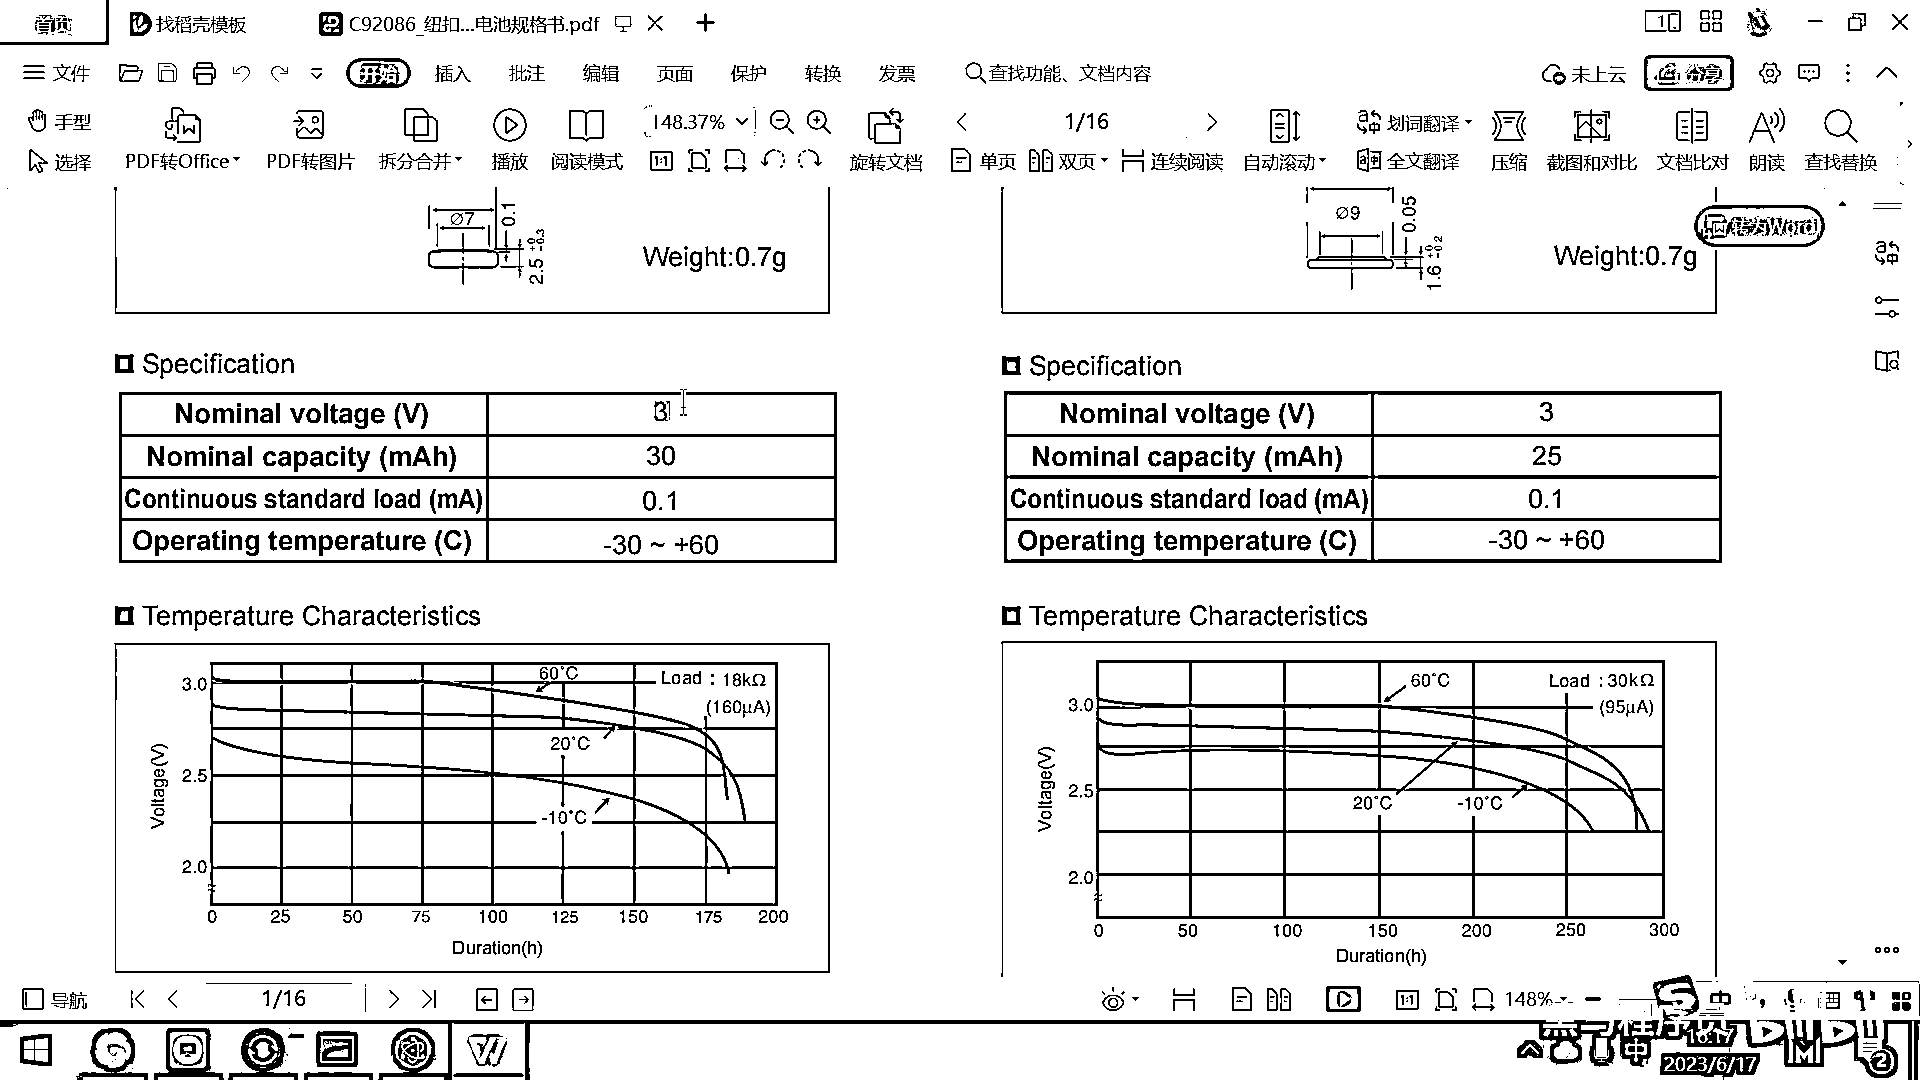 首页 找稻壳模板 C92086_纽扣...电池规格书.pdf
文件 开始 插入 批注 编辑 页面 保护 转换 发票 查找功能、文档内容 未上云 分享
手型 148.37% 1/16 划词翻译
选择 PDF转Office PDF转图片 拆分合并 播放 阅读模式 1:1 旋转文档 单页 双页 连续阅读 自动滚动 全文翻译 压缩 截图和对比 文档比对 朗读 查找替换
Ø7 0.1 2.5 +0 -0.3 Weight:0.7g
Ø9 0.05 1.6 +0 -0.2 Weight:0.7g
转为Word
Specification
Nominal voltage (V) 3
Nominal capacity (mAh) 30
Continuous standard load (mA) 0.1
Operating temperature (C) -30 ~ +60
Specification
Nominal voltage (V) 3
Nominal capacity (mAh) 25
Continuous standard load (mA) 0.1
Operating temperature (C) -30 ~ +60
Temperature Characteristics
60°C Load : 18kΩ
3.0 (160μA)
20°C
2.5
Voltage(V)
-10°C
2.0
0 25 50 75 100 125 150 175 200
Duration(h)
Temperature Characteristics
60°C Load : 30kΩ
3.0 (95μA)
2.5
20°C -10°C
Voltage(V)
2.0
0 50 100 150 200 250 300
Duration(h)
导航 1/16 1:1 148% 中
中 2023/6/17 2